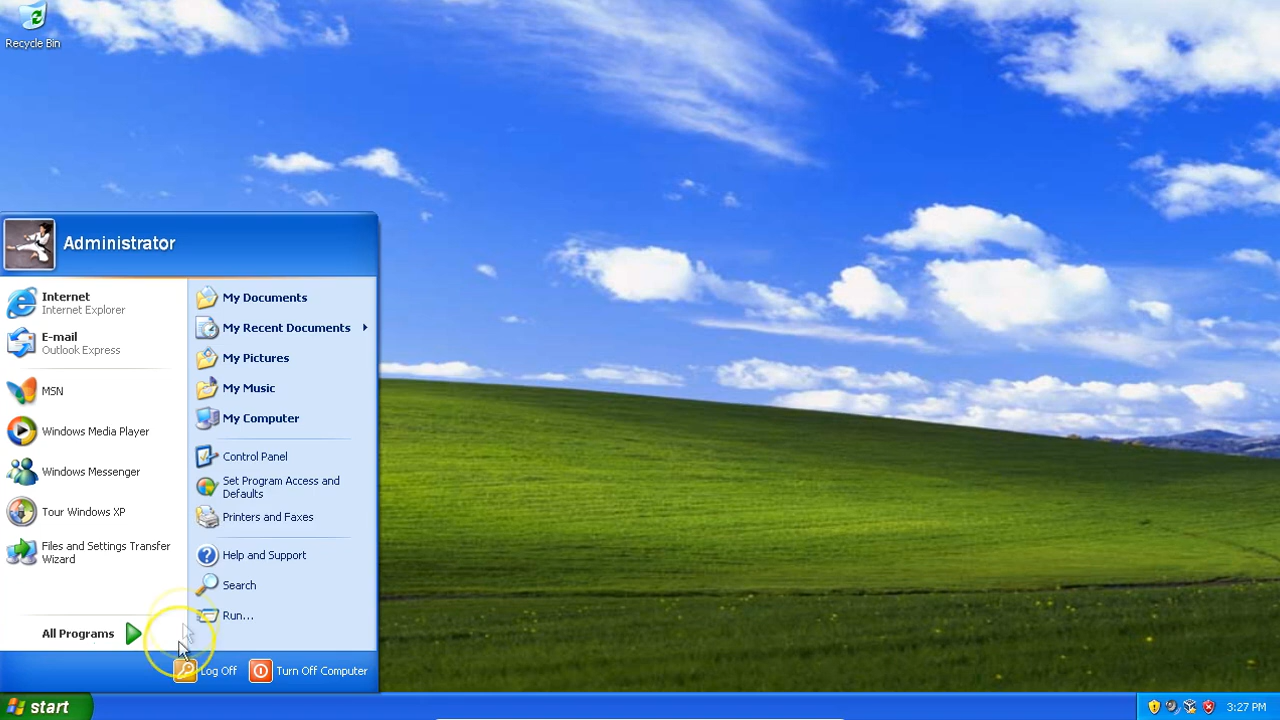 Recycle Bin
Administrator
Internet
Internet Explorer
E-mail
Outlook Express
MSN
Windows Media Player
Windows Messenger
Tour Windows XP
Files and Settings Transfer
Wizard
All Programs
My Documents
My Recent Documents
My Pictures
My Music
My Computer
Control Panel
Set Program Access and
Defaults
Printers and Faxes
Help and Support
Search
Run...
Log Off
Turn Off Computer
start
3:27 PM